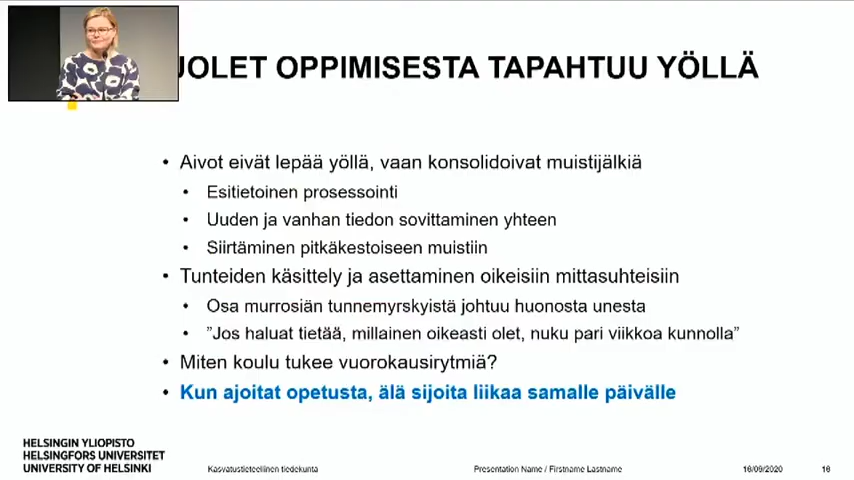 JOLET OPPIMISESTA TAPAHTUU YÖLLÄ
• Aivot eivät lepää yöllä, vaan konsolidoivat muistijälkiä
• Esitietoinen prosessointi
• Uuden ja vanhan tiedon sovittaminen yhteen
• Siirtäminen pitkäkestoiseen muistiin
• Tunteiden käsittely ja asettaminen oikeisiin mittasuhteisiin
• Osa murrosiän tunnemyrskyistä johtuu huonosta unesta
• ”Jos haluat tietää, millainen oikeasti olet, nuku pari viikkoa kunnolla”
• Miten koulu tukee vuorokausirytmiä?
• Kun ajoitat opetusta, älä sijoita liikaa samalle päivälle
HELSINGIN YLIOPISTO
HELSINGFORS UNIVERSITET
UNIVERSITY OF HELSINKI
Kasvatustieteellinen tiedekunta
Presentation Name / Firstname Lastname
16/09/2020
16